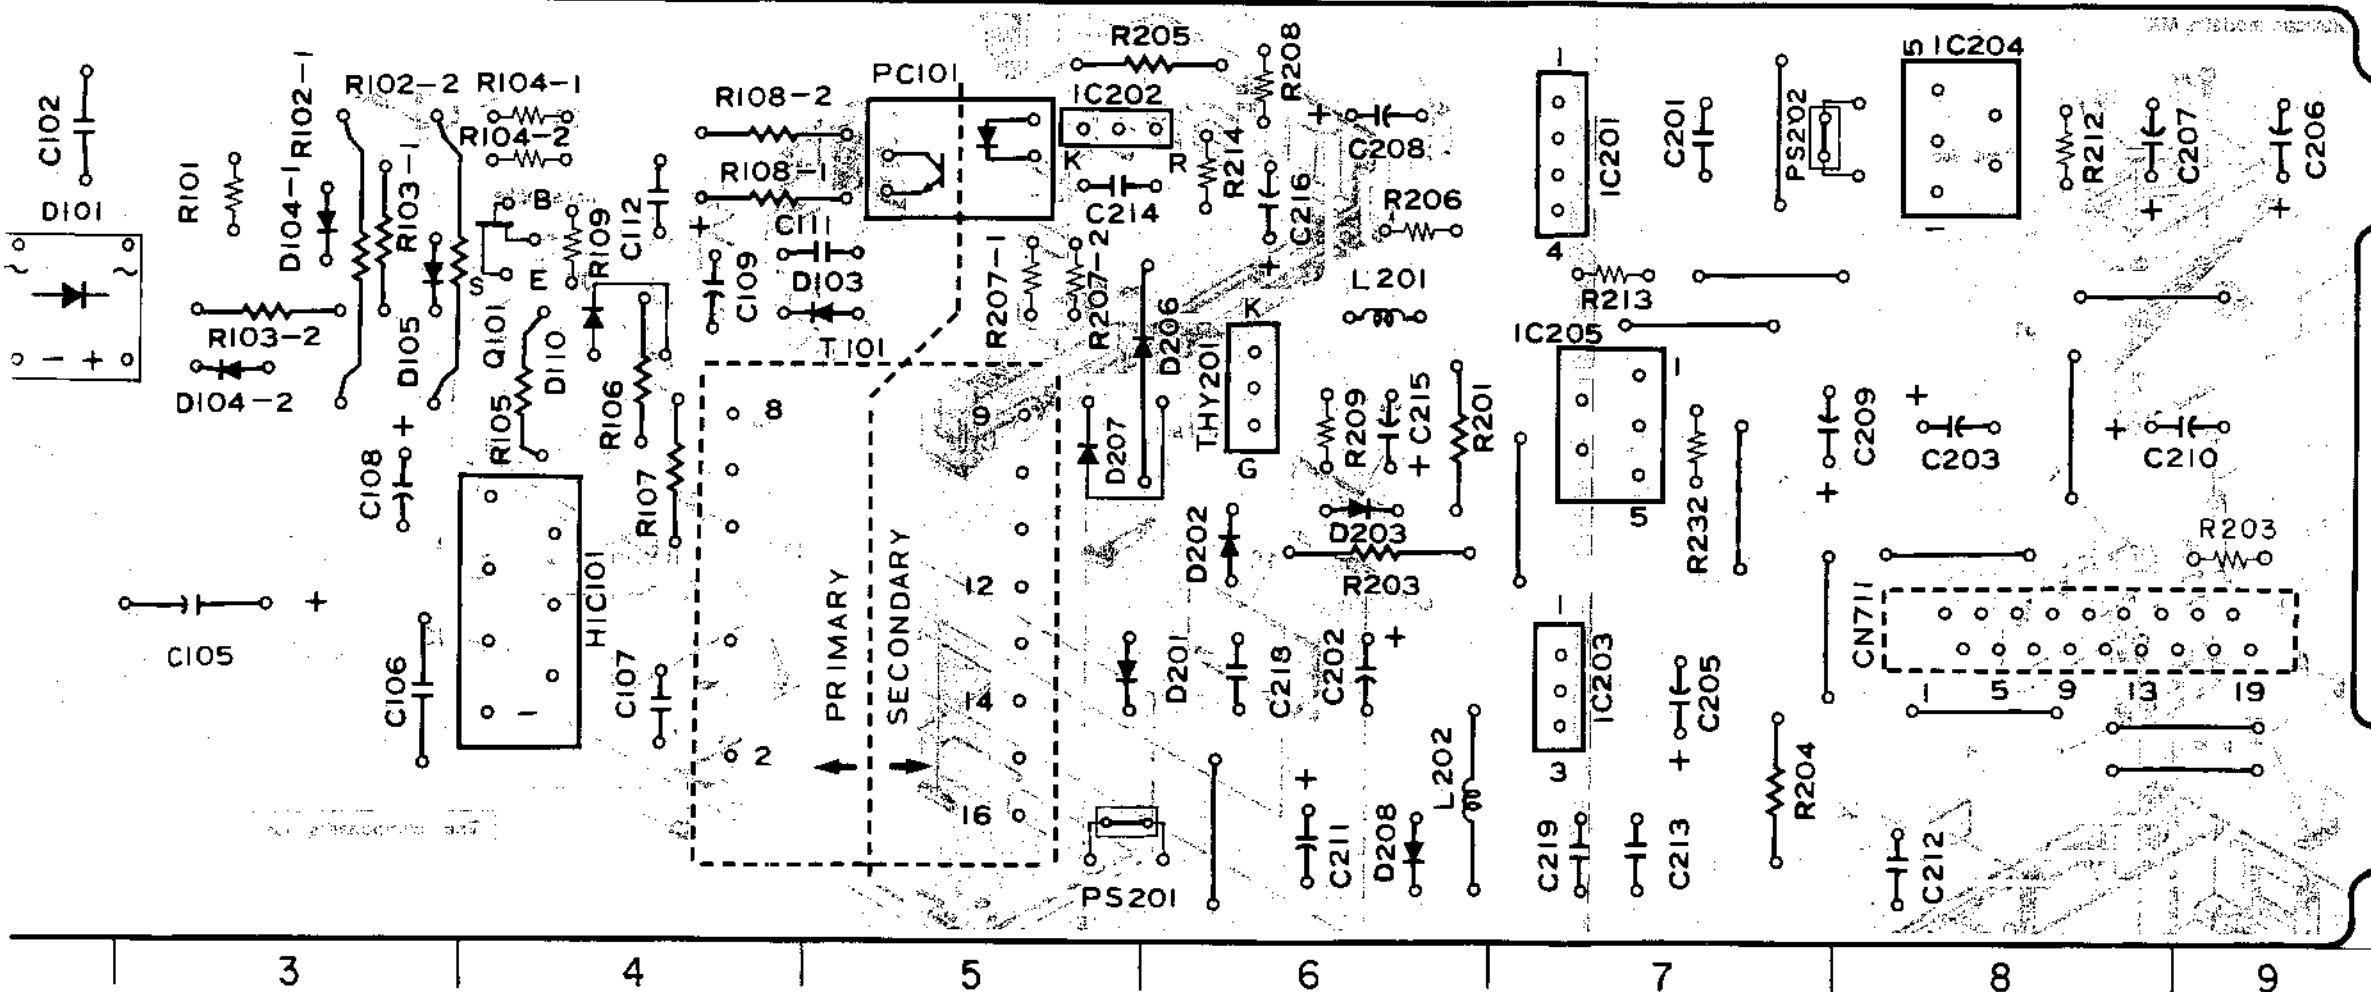 R205
R208
5 IC204
PC101
R102-1
R102-2
R104-1
R108-2
IC202
+
1
C102
R104-2
K
R
R214
C208
IC201
C201
PS202
R212
C207
C206
R101
R108-1
D101
D104-1
R103-1
B
R109
C112
+
C111
C214
C216
R206
4
1
+
+
~
~
S
E
C109
D103
R207-1
R207-2
+
L201
R213
R103-2
D105
Q101
D110
T101
D206
K
IC205
1
- +
D104-2
R105
R106
8
9
THY201
R209
C215
R201
C209
+
C203
+
C210
+
C108
R107
D207
G
+
5
R232
+
D202
D203
R203
R203
HIC101
12
R203
C105
+
C106
C107
PRIMARY
SECONDARY
D201
C218
C202
+
1
IC203
C205
CN711
1
14
1 5 9 13 19
2
16
+
L202
3
+
R204
PS201
C211
D208
C219
C213
C212
3 4 5 6 7 8 9